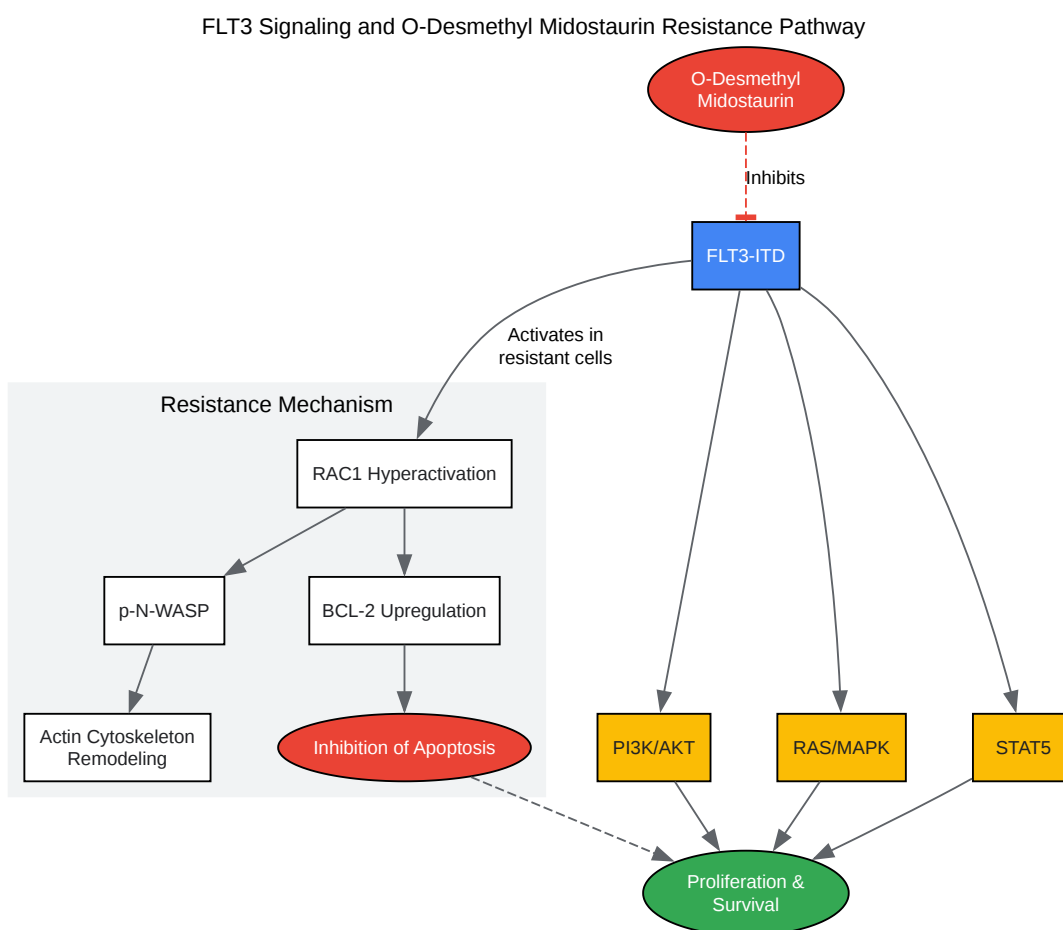 FLT3 Signaling and O-Desmethyl Midostaurin Resistance Pathway
O-Desmethyl
Midostaurin
Inhibits
FLT3-ITD
Activates in
resistant cells
Resistance Mechanism
RAC1 Hyperactivation
p-N-WASP
BCL-2 Upregulation
Actin Cytoskeleton
Remodeling
Inhibition of Apoptosis
PI3K/AKT
RAS/MAPK
STAT5
Proliferation &
Survival